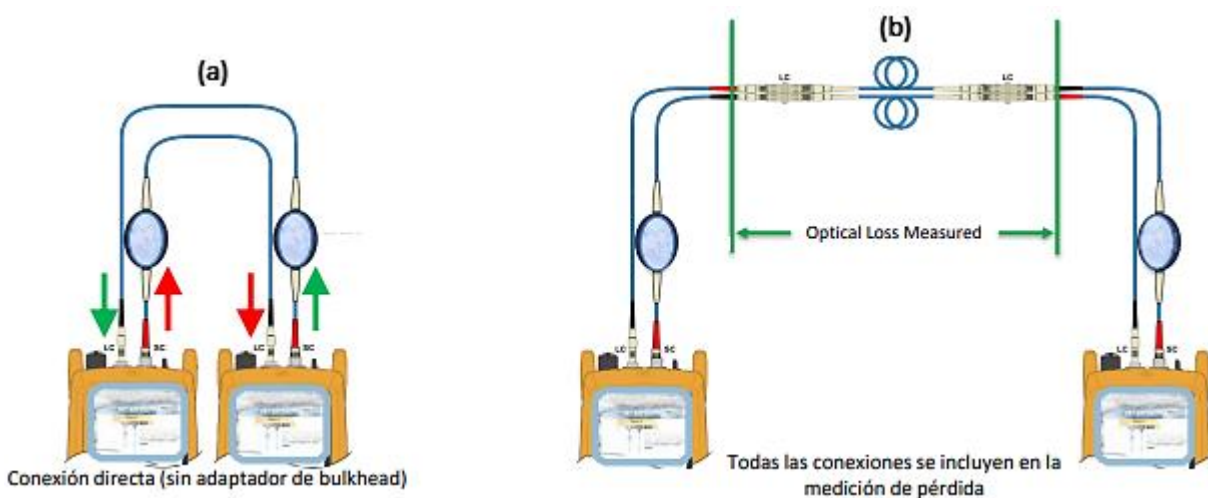 (a)
LC
SC
LC
SC
Conexión directa (sin adaptador de bulkhead)
(b)
LC
LC
Optical Loss Measured
LC
SC
LC
SC
Todas las conexiones se incluyen en la
medición de pérdida